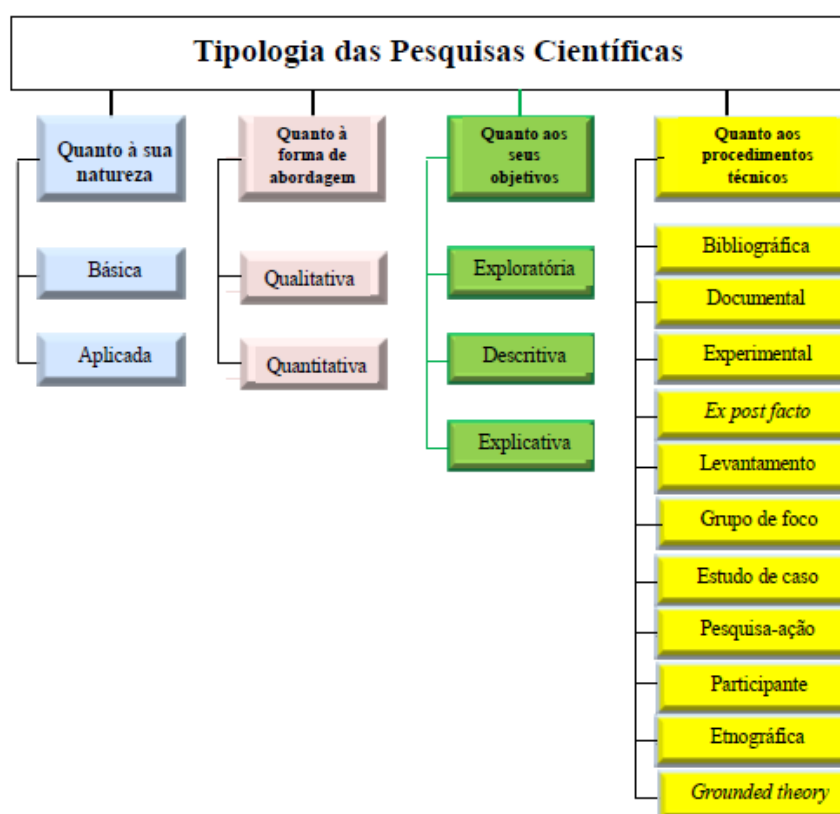 Tipologia das Pesquisas Científicas
Quanto à sua
natureza
Básica
Aplicada
Quanto à
forma de
abordagem
Qualitativa
Quantitativa
Quanto aos
seus
objetivos
Exploratória
Descritiva
Explicativa
Quanto aos
procedimentos
técnicos
Bibliográfica
Documental
Experimental
Ex post facto
Levantamento
Grupo de foco
Estudo de caso
Pesquisa-ação
Participante
Etnográfica
Grounded theory